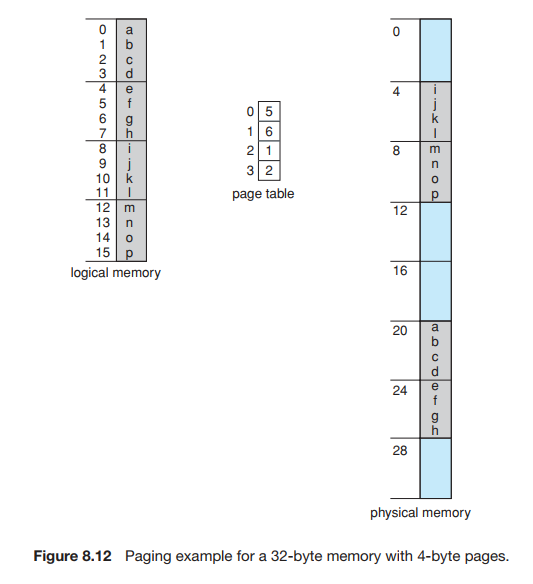 0 a
1 b
2 c
3 d
4 e
5 f
6 g
7 h
8 i
9 j
10 k
11 l
12 m
13 n
14 o
15 p
logical memory
0 5
1 6
2 1
3 2
page table
0
4 i
j
k
l
8 m
n
o
p
12
16
20 a
b
c
d
24 e
f
g
h
28
physical memory
Figure 8.12 Paging example for a 32-byte memory with 4-byte pages.